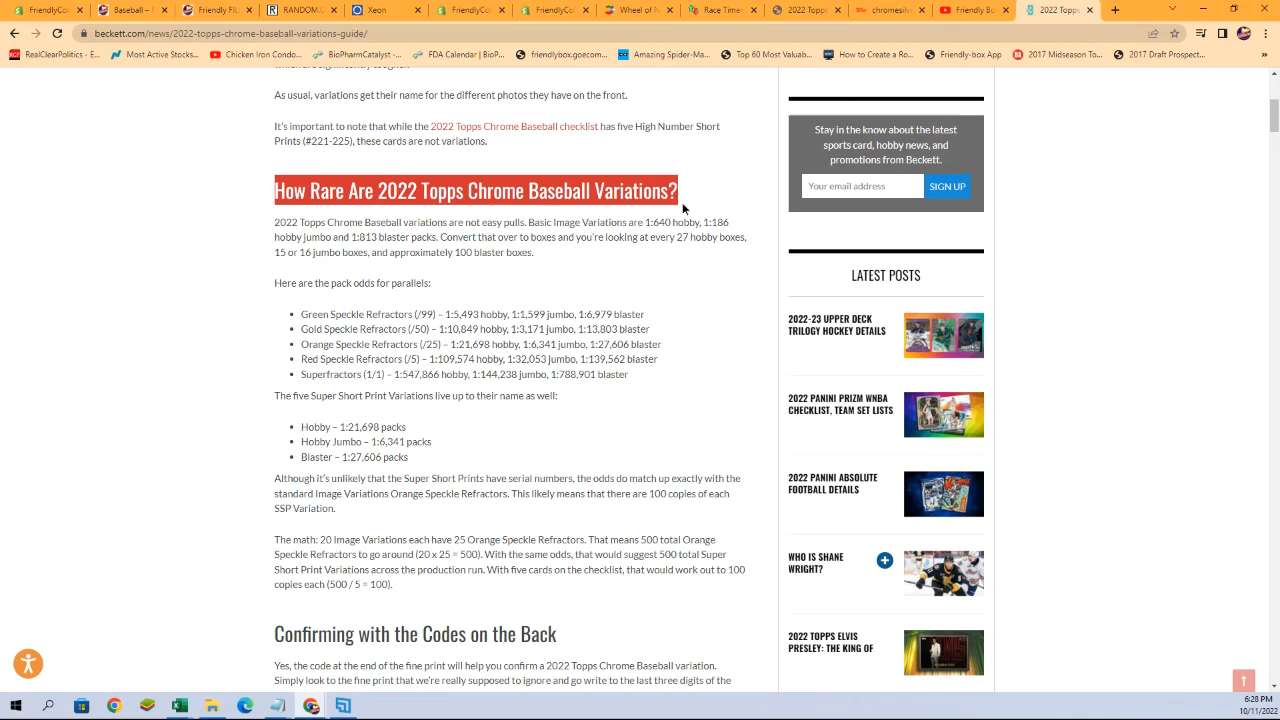 FriendlyCo
Baseball -
Friendly FIL
RANDOM.
Xeon
FriendlyCo
FriendlyCo
FriendlyCo
Wheel of N
Race Timer
2022 Topps
chromesilve
Friendly Bo
2022 Topps
beckett.com/news/2022-topps-chrome-baseball-variations-guide/
RealClearPolitics - E...
Most Active Stocks...
Chicken Iron Condo...
BioPharmCatalyst -...
FDA Calendar | BioP...
friendlybox.goecom...
Amazing Spider-Ma...
Top 60 Most Valuab...
How to Create a Ro...
Friendly-box App
2017 Midseason To...
2017 Draft Prospect...
As usual, variations get their name for the different photos they have on the front.
It's important to note that while the 2022 Topps Chrome Baseball checklist has five High Number Short
Prints (#221-225), these cards are not variations.
How Rare Are 2022 Topps Chrome Baseball Variations?
2022 Topps Chrome Baseball variations are not easy pulls. Basic Image Variations are 1:640 hobby, 1:186
hobby jumbo and 1:813 blaster packs. Convert that over to boxes and you're looking at every 27 hobby boxes,
15 or 16 jumbo boxes, and approximately 100 blaster boxes.
Here are the pack odds for parallels:
• Green Speckle Refractors (/99) – 1:5,493 hobby, 1:1,599 jumbo, 1:6,979 blaster
• Gold Speckle Refractors (/50) – 1:10,849 hobby, 1:3,171 jumbo, 1:13,803 blaster
• Orange Speckle Refractors (/25) – 1:21,698 hobby, 1:6,341 jumbo, 1:27,606 blaster
• Red Speckle Refractors (/5) – 1:109,574 hobby, 1:32,053 jumbo, 1:139,562 blaster
• Superfractors (1/1) – 1:547,866 hobby, 1:144,238 jumbo, 1:788,901 blaster
The five Super Short Print Variations live up to their name as well:
• Hobby – 1:21,698 packs
• Hobby Jumbo – 1:6,341 packs
• Blaster – 1:27,606 packs
Although it's unlikely that the Super Short Prints have serial numbers, the odds do match up exactly with the
standard Image Variations Orange Speckle Refractors. This likely means that there are 100 copies of each
SSP Variation.
The math: 20 Image Variations each have 25 Orange Speckle Refractors. That means 500 total Orange
Speckle Refractors to go around (20 x 25 = 500). With the same odds, that would suggest 500 total Super
Short Print Variations across the production run. With five cards on the checklist, that would work out to 100
copies each (500 / 5 = 100).
Confirming with the Codes on the Back
Yes, the code at the end of the fine print will help you confirm a 2022 Topps Chrome Baseball variation.
Simply look to the fine print that we're really supposed to ignore and go write to the last three digits of the
Stay in the know about the latest
sports card, hobby news, and
promotions from Beckett.
Your email address
SIGN UP
LATEST POSTS
2022-23 UPPER DECK
TRILOGY HOCKEY DETAILS
2022 PANINI PRIZM WNBA
CHECKLIST, TEAM SET LISTS
2022 PANINI ABSOLUTE
FOOTBALL DETAILS
WHO IS SHANE
WRIGHT?
2022 TOPPS ELVIS
PRESLEY: THE KING OF
6:28 PM
10/11/2022